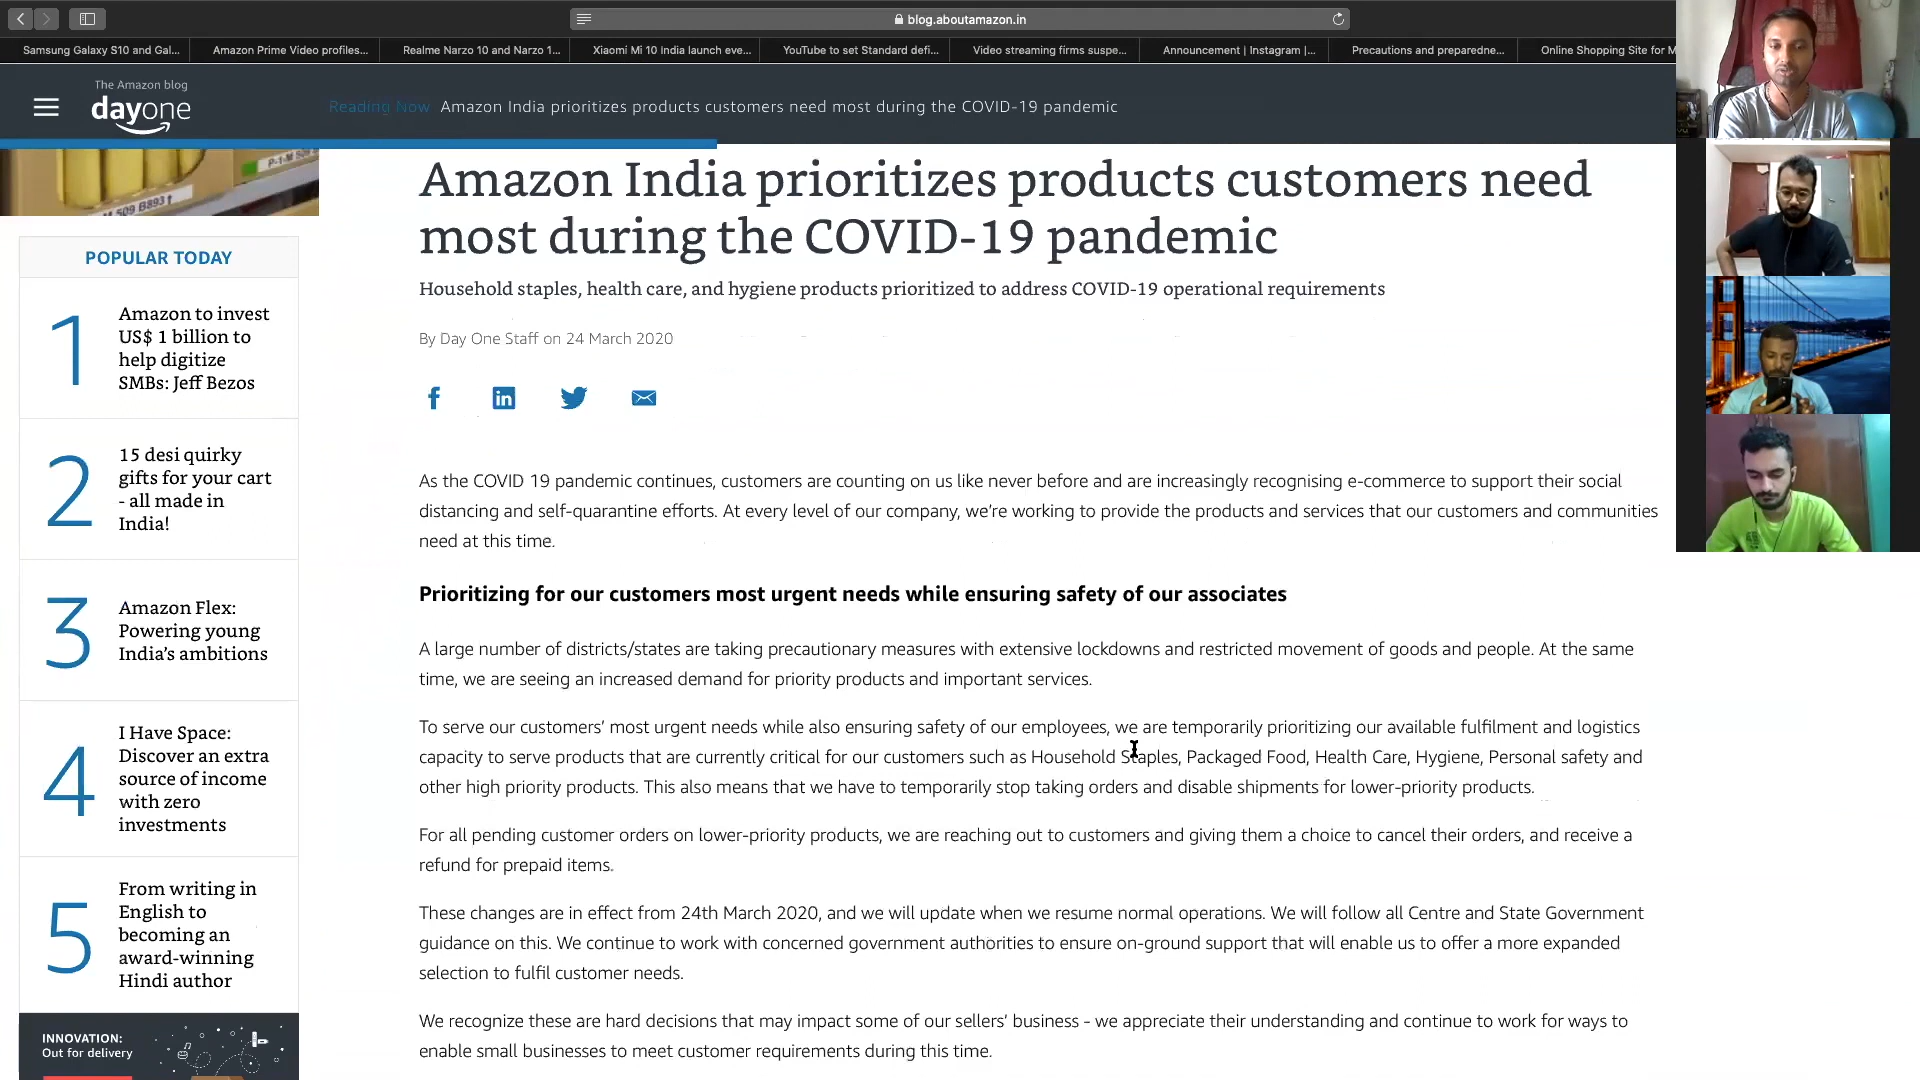 blog.aboutamazon.in
Samsung Galaxy S10 and Gal...
Amazon Prime Video profiles...
Realme Narzo 10 and Narzo 1...
Xiaomi Mi 10 India launch eve...
YouTube to set Standard defi...
Video streaming firms suspe...
Announcement | Instagram |...
Precautions and preparedne...
Online Shopping Site for M
The Amazon blog
dayone
Reading Now Amazon India prioritizes products customers need most during the COVID-19 pandemic
P-1-M 509
M 509 B893
POPULAR TODAY
1
Amazon to invest
US$ 1 billion to
help digitize
SMBs: Jeff Bezos
2
15 desi quirky
gifts for your cart
- all made in
India!
3
Amazon Flex:
Powering young
India’s ambitions
4
I Have Space:
Discover an extra
source of income
with zero
investments
5
From writing in
English to
becoming an
award-winning
Hindi author
INNOVATION:
Out for delivery
Amazon India prioritizes products customers need
most during the COVID-19 pandemic
Household staples, health care, and hygiene products prioritized to address COVID-19 operational requirements
By Day One Staff on 24 March 2020
As the COVID 19 pandemic continues, customers are counting on us like never before and are increasingly recognising e-commerce to support their social
distancing and self-quarantine efforts. At every level of our company, we’re working to provide the products and services that our customers and communities
need at this time.
Prioritizing for our customers most urgent needs while ensuring safety of our associates
A large number of districts/states are taking precautionary measures with extensive lockdowns and restricted movement of goods and people. At the same
time, we are seeing an increased demand for priority products and important services.
To serve our customers’ most urgent needs while also ensuring safety of our employees, we are temporarily prioritizing our available fulfilment and logistics
capacity to serve products that are currently critical for our customers such as Household Staples, Packaged Food, Health Care, Hygiene, Personal safety and
other high priority products. This also means that we have to temporarily stop taking orders and disable shipments for lower-priority products.
For all pending customer orders on lower-priority products, we are reaching out to customers and giving them a choice to cancel their orders, and receive a
refund for prepaid items.
These changes are in effect from 24th March 2020, and we will update when we resume normal operations. We will follow all Centre and State Government
guidance on this. We continue to work with concerned government authorities to ensure on-ground support that will enable us to offer a more expanded
selection to fulfil customer needs.
We recognize these are hard decisions that may impact some of our sellers’ business - we appreciate their understanding and continue to work for ways to
enable small businesses to meet customer requirements during this time.